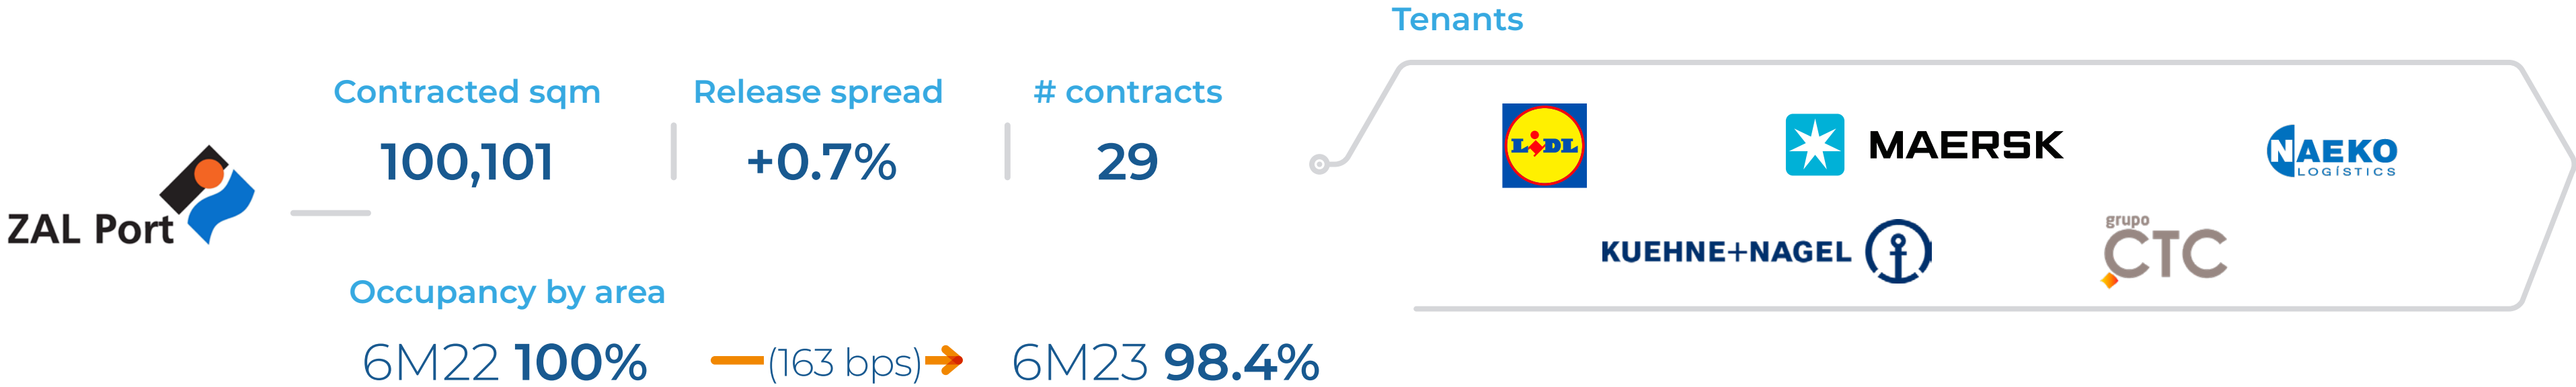 Tenants
Contracted sqm
Release spread
# contracts
100,101
+0.7%
29
ZAL Port
LIDL
MAERSK
NAEKO
LOGÍSTICS
KUEHNE+NAGEL
grupo
CTC
Occupancy by area
6M22 100%
(163 bps)
6M23 98.4%